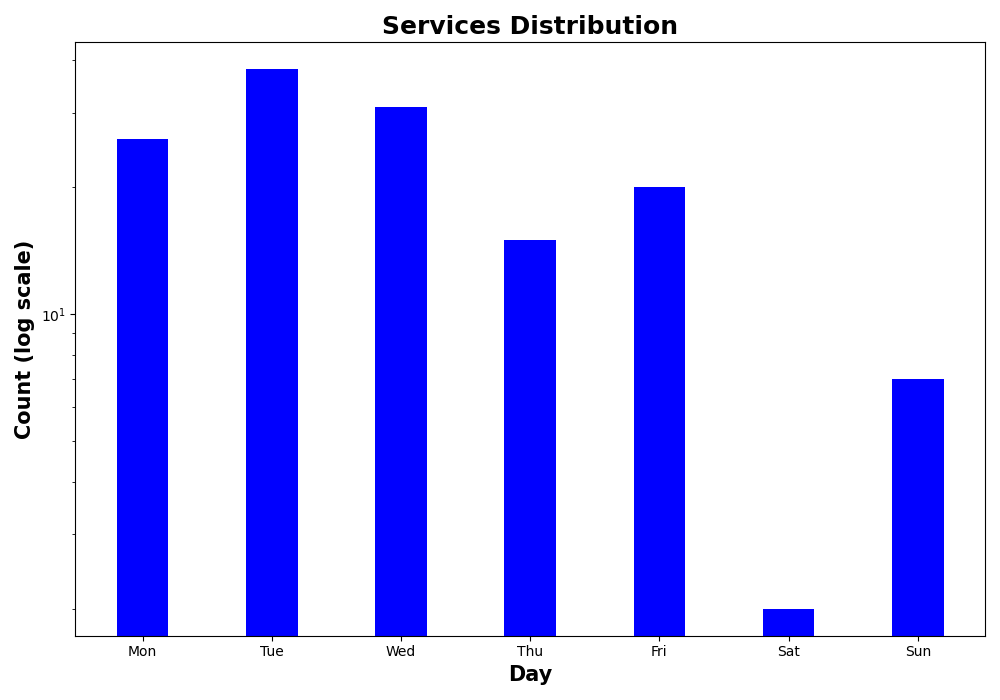 Services Distribution
Count (log scale)
10¹
Mon Tue Wed Thu Fri Sat Sun
Day